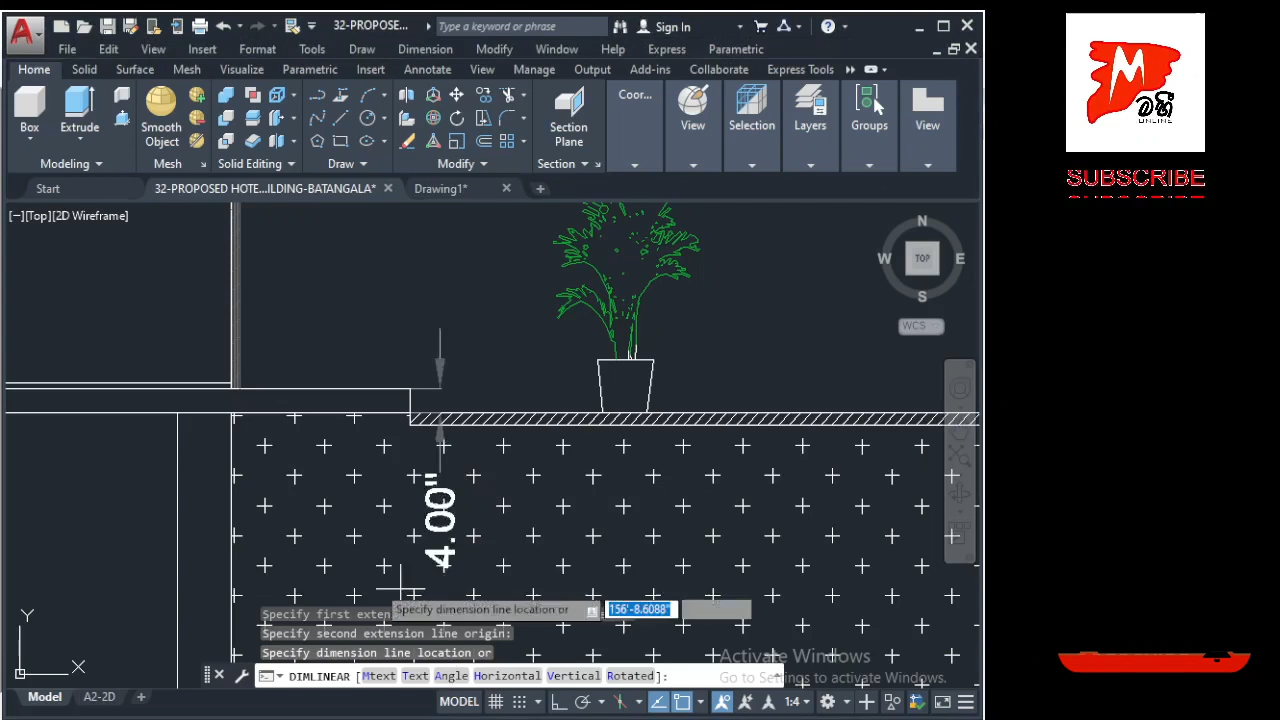 32-PROPOSE...
Type a keyword or phrase
Sign In
File Edit View Insert Format Tools Draw Dimension Modify Window Help Express Parametric
Home Solid Surface Mesh Visualize Parametric Insert Annotate View Manage Output Add-ins Collaborate Express Tools
Box
Extrude
Smooth
Object
Section
Plane
Coor...
View
Selection
Layers
Groups
View
Modeling
Mesh
Solid Editing
Draw
Modify
Section
Start
32-PROPOSED HOTE...ILDING-BATANGALA*
Drawing1*
[−][Top][2D Wireframe]
N
W
TOP
E
S
WCS
4.00"
Specify dimension line location or
156'-8.6088"
Specify first exten
Specify second extension line origin:
Specify dimension line location or
Activate Windows
Go to Settings to activate Windows.
DIMLINEAR [Mtext Text Angle Horizontal Vertical Rotated]:
Y
X
Model
A2-2D
MODEL
1:4
M
මහී
ONLINE
SUBSCRIBE